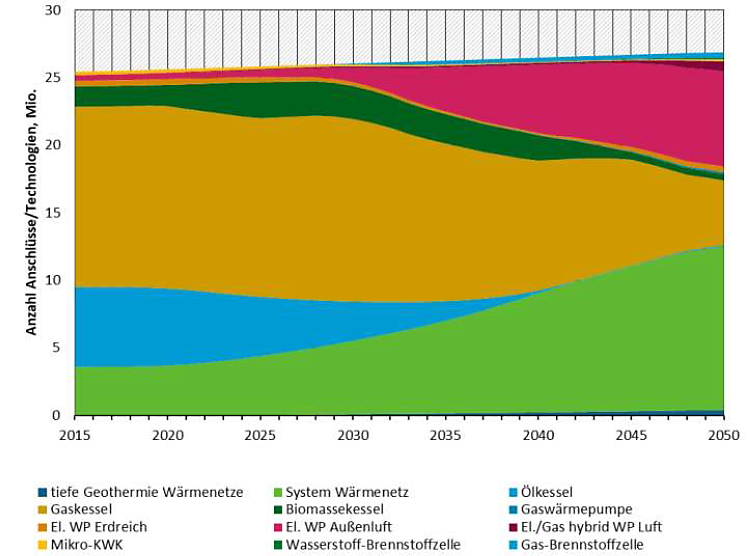 Anzahl Anschlüsse/Technologien, Mio.
30
25
20
15
10
5
0
2015 2020 2025 2030 2035 2040 2045 2050
tiefe Geothermie Wärmenetze System Wärmenetz Ölkessel
Gaskessel Biomassekessel Gaswärmepumpe
El. WP Erdreich El. WP Außenluft El./Gas hybrid WP Luft
Mikro-KWK Wasserstoff-Brennstoffzelle Gas-Brennstoffzelle